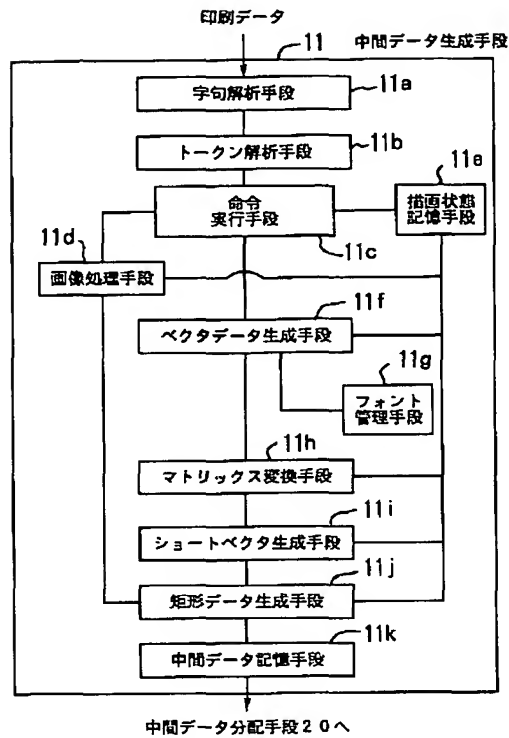 印刷データ
11
中間データ生成手段
字句解析手段
11a
トークン解析手段
11b
11e
命令
実行手段
描画状態
記憶手段
11d
11c
画像処理手段
11f
ベクタデータ生成手段
11g
フォント
管理手段
11h
マトリックス変換手段
11i
ショートベクタ生成手段
11j
矩形データ生成手段
11k
中間データ記憶手段
中間データ分配手段20へ